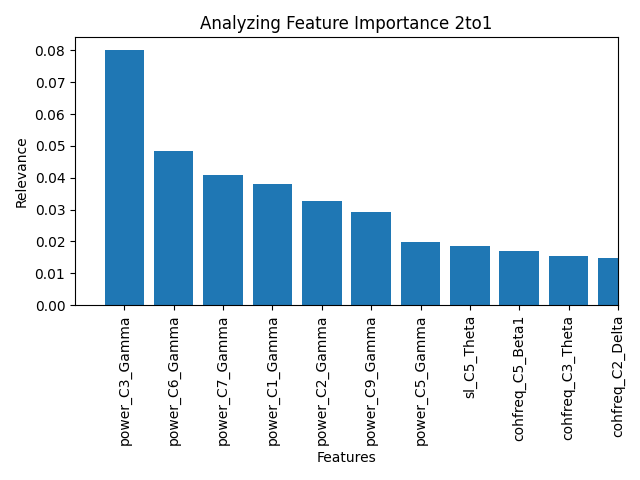 Analyzing Feature Importance 2to1
0.08
0.07
0.06
0.05
0.04
0.03
0.02
0.01
0.00
Relevance
power_C3_Gamma
power_C6_Gamma
power_C7_Gamma
power_C1_Gamma
power_C2_Gamma
power_C9_Gamma
power_C5_Gamma
sl_C5_Theta
cohfreq_C5_Beta1
cohfreq_C3_Theta
cohfreq_C2_Delta
Features